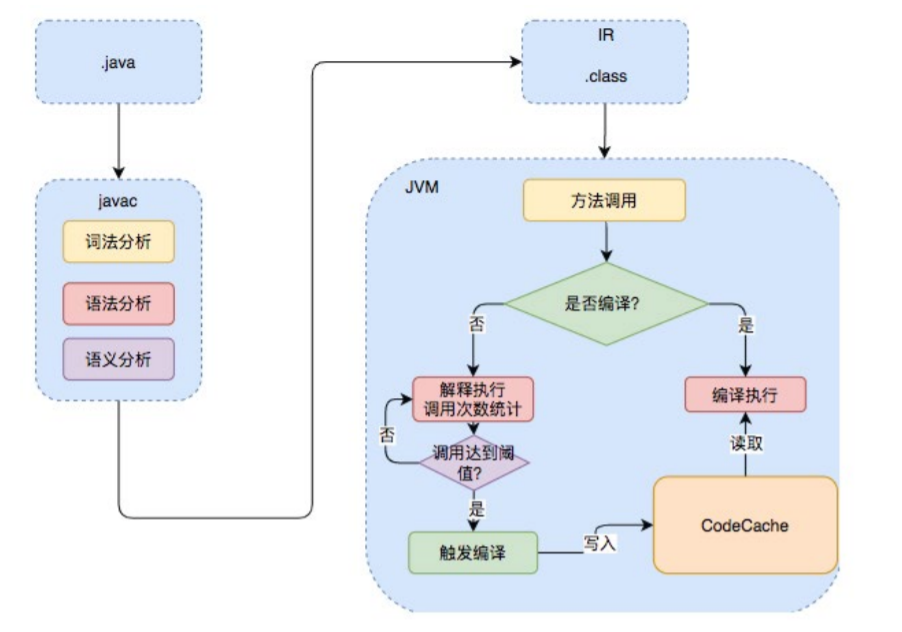 .java
javac
词法分析
语法分析
语义分析
IR
.class
JVM
方法调用
是否编译?
否
是
解释执行
调用次数统计
编译执行
否
调用达到阈
值?
读取
是
CodeCache
触发编译
写入